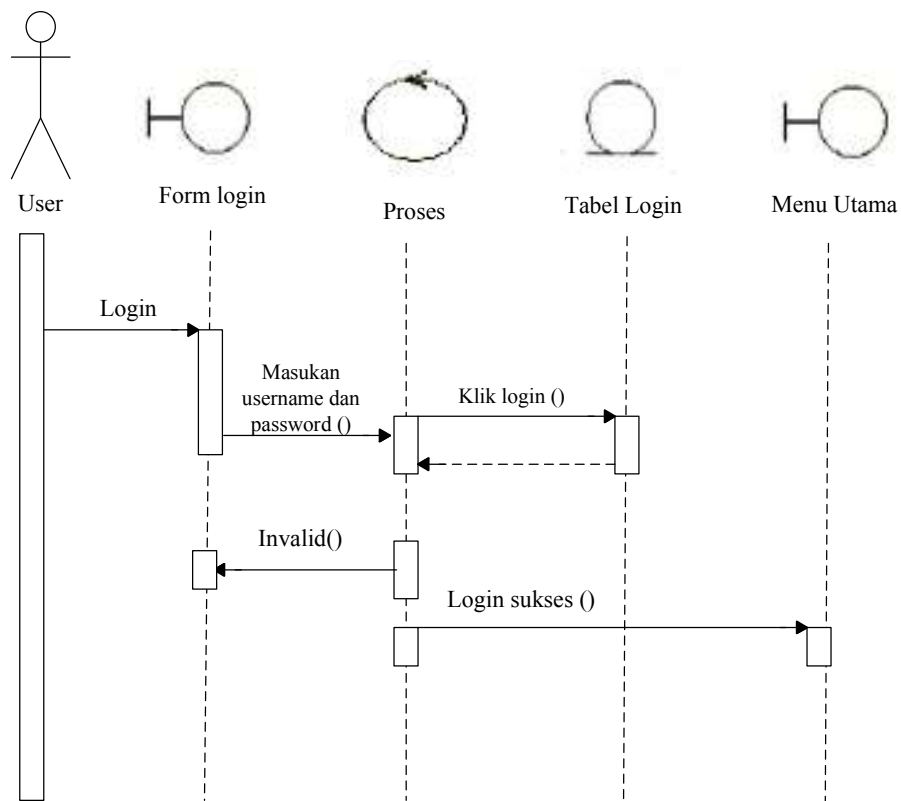 User
Form login
Proses
Tabel Login
Menu Utama
Login
Masukan
username dan
password ()
Klik login ()
Invalid()
Login sukses ()